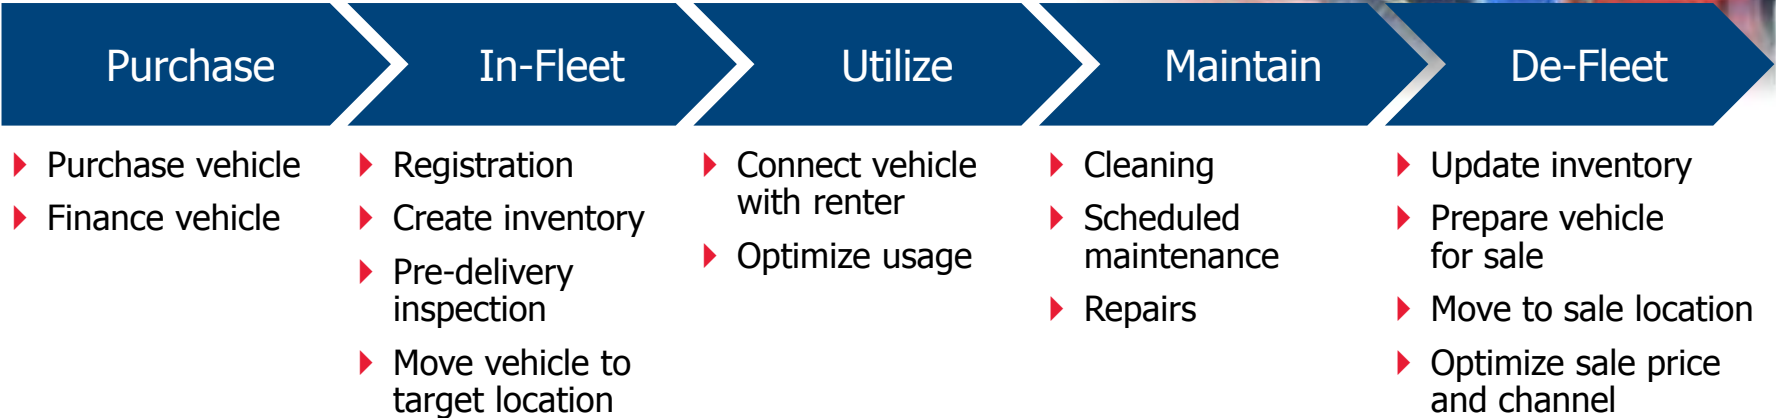 Purchase
In-Fleet
Utilize
Maintain
De-Fleet
Purchase vehicle
Finance vehicle
Registration
Create inventory
Pre-delivery
inspection
Move vehicle to
target location
Connect vehicle
with renter
Optimize usage
Cleaning
Scheduled
maintenance
Repairs
Update inventory
Prepare vehicle
for sale
Move to sale location
Optimize sale price
and channel